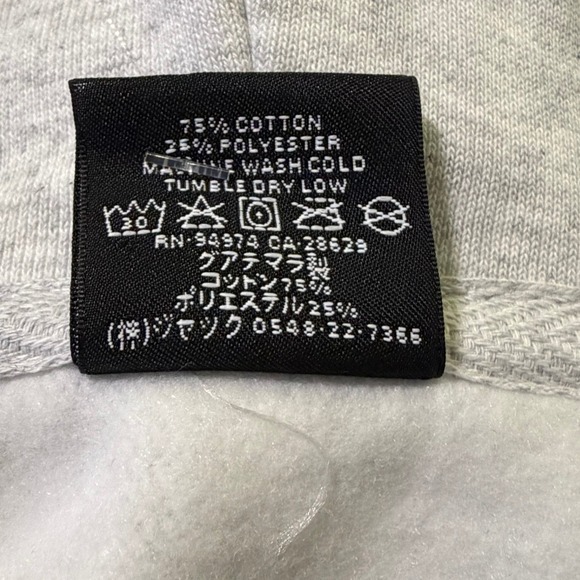 75% COTTON
25% POLYESTER
MACHINE WASH COLD
TUMBLE DRY LOW
30
RN-94974 CA-28629
グアテマラ製
コットン75%
ポリエステル25%
(株)ジャック 0548-22-7366